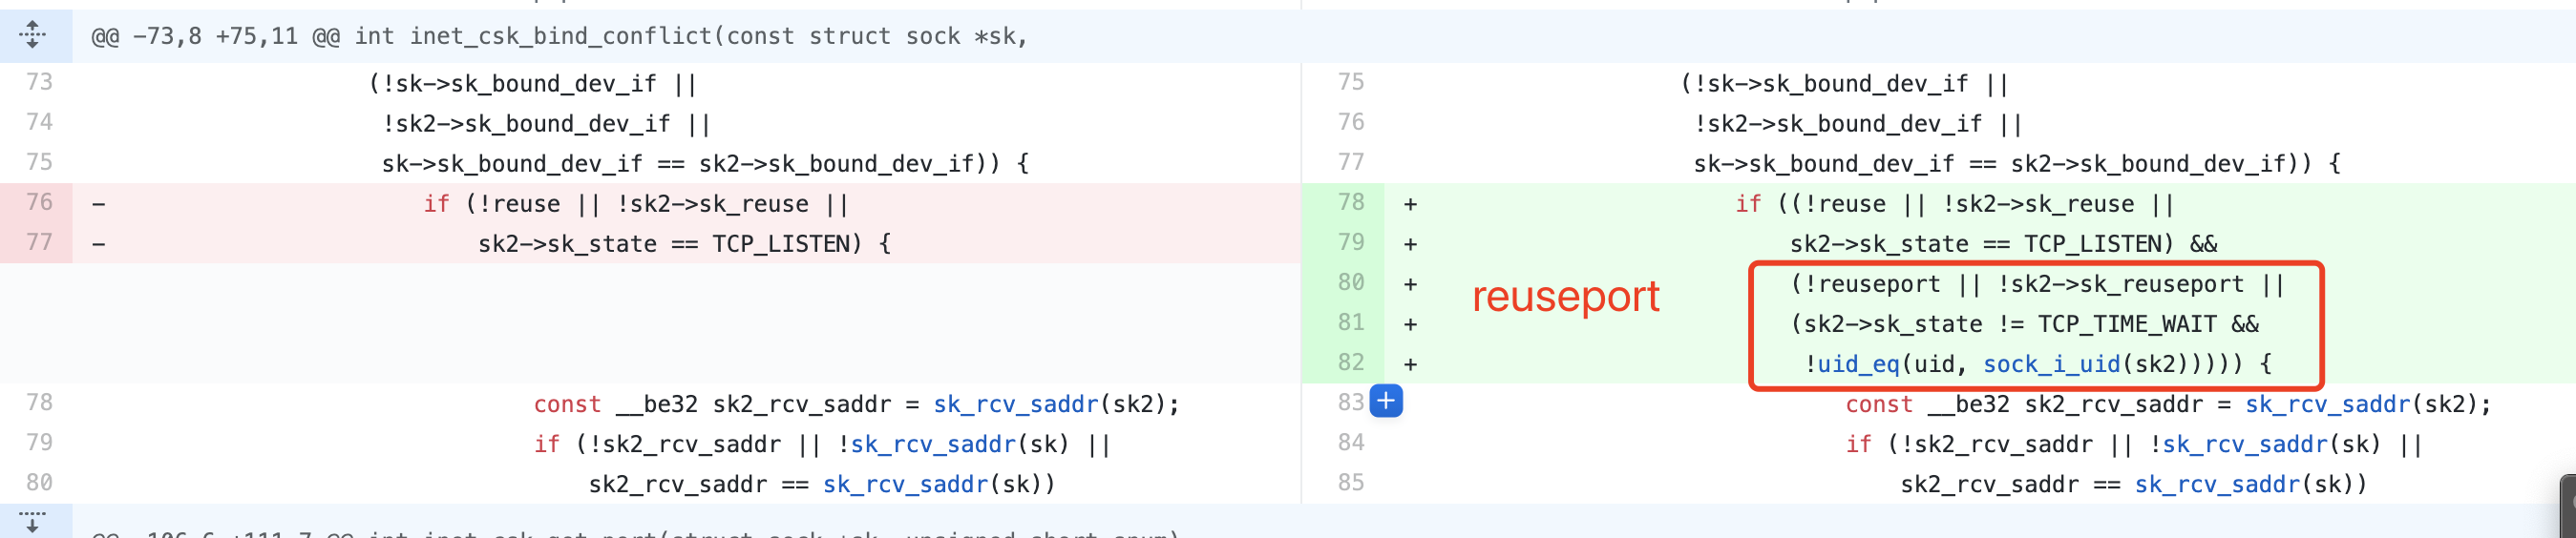 @@ -73,8 +75,11 @@ int inet_csk_bind_conflict(const struct sock *sk,
73 (!sk->sk_bound_dev_if ||
74 !sk2->sk_bound_dev_if ||
75 sk->sk_bound_dev_if == sk2->sk_bound_dev_if)) {
76 - if (!reuse || !sk2->sk_reuse ||
77 - sk2->sk_state == TCP_LISTEN) {
78 const __be32 sk2_rcv_saddr = sk_rcv_saddr(sk2);
79 if (!sk2_rcv_saddr || !sk_rcv_saddr(sk) ||
80 sk2_rcv_saddr == sk_rcv_saddr(sk))
75 (!sk->sk_bound_dev_if ||
76 !sk2->sk_bound_dev_if ||
77 sk->sk_bound_dev_if == sk2->sk_bound_dev_if)) {
78 + if ((!reuse || !sk2->sk_reuse ||
79 + sk2->sk_state == TCP_LISTEN) &&
80 + (!reuseport || !sk2->sk_reuseport ||
reuseport
81 + (sk2->sk_state != TCP_TIME_WAIT &&
82 + !uid_eq(uid, sock_i_uid(sk2))))) {
83 + const __be32 sk2_rcv_saddr = sk_rcv_saddr(sk2);
84 if (!sk2_rcv_saddr || !sk_rcv_saddr(sk) ||
85 sk2_rcv_saddr == sk_rcv_saddr(sk))